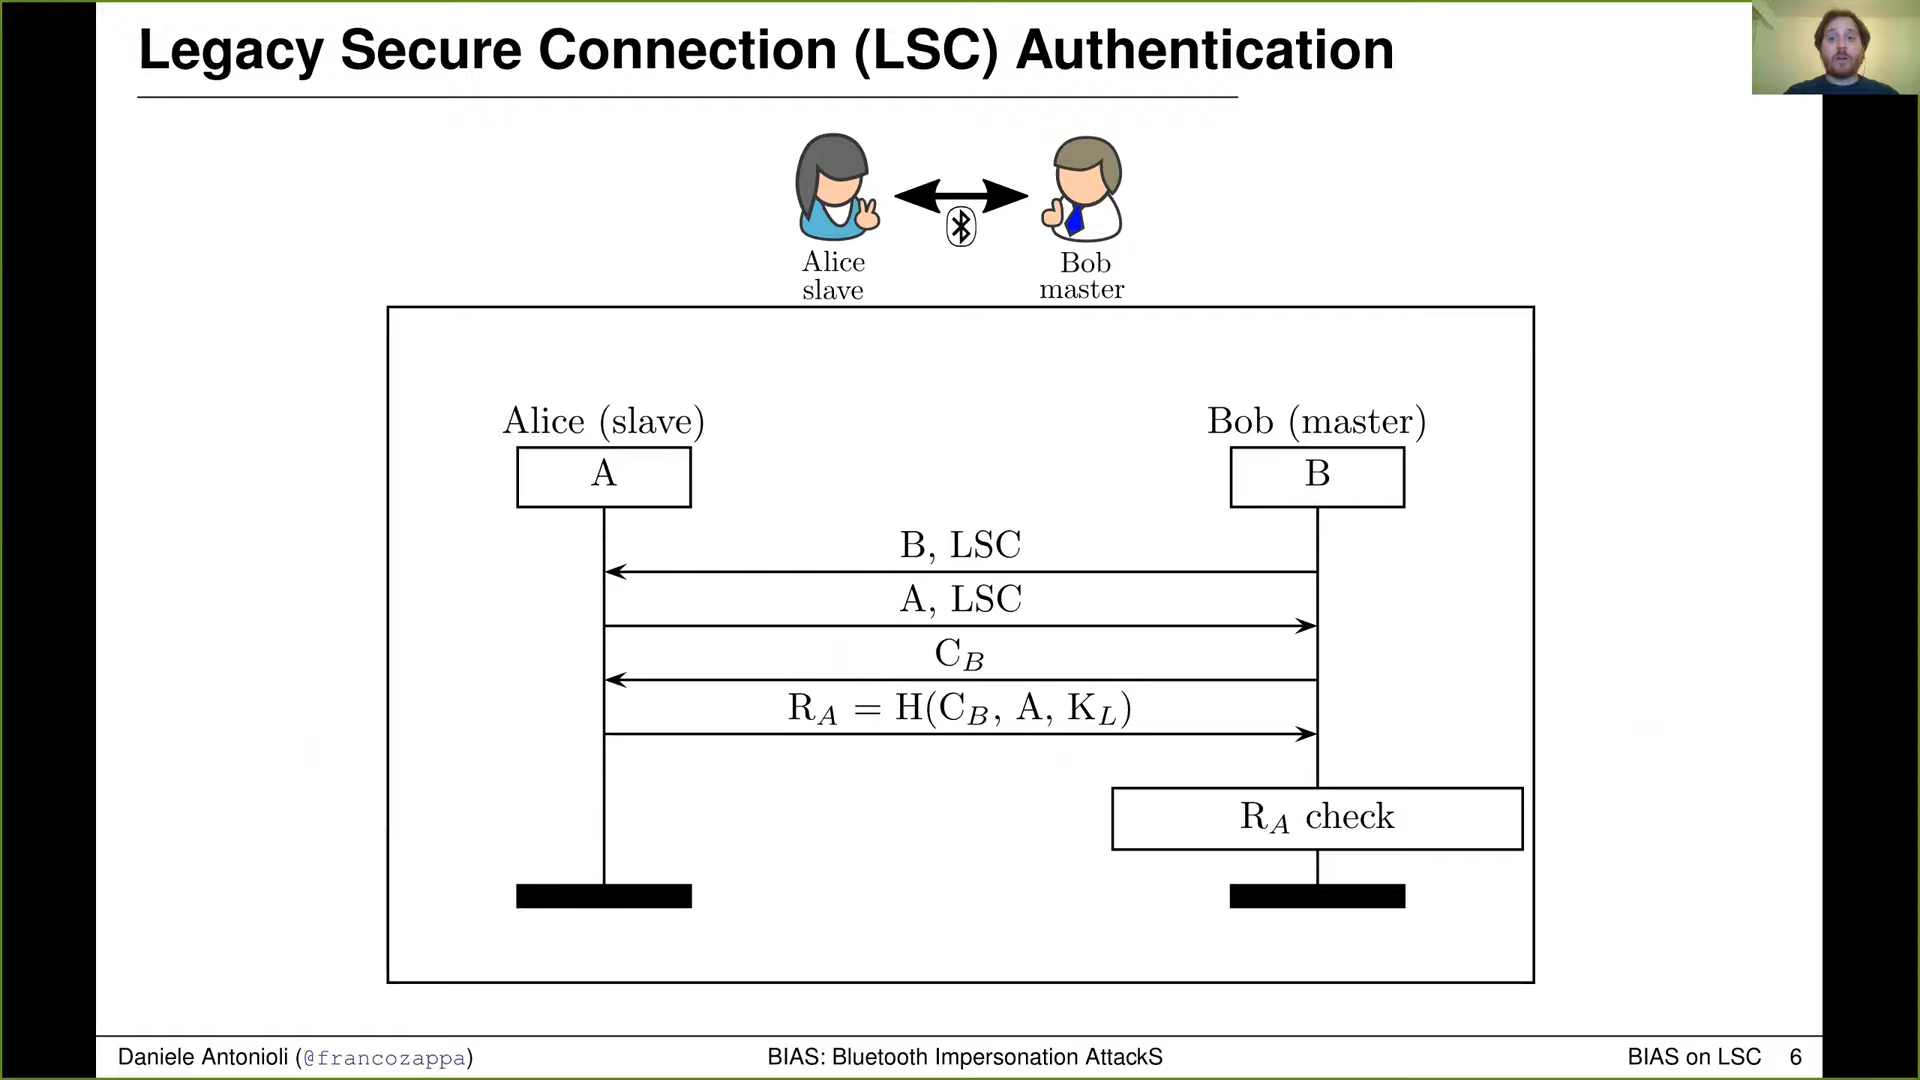 Legacy Secure Connection (LSC) Authentication
Alice
slave
Bob
master
Alice (slave)
Bob (master)
A
B
B, LSC
A, LSC
C_B
R_A = H(C_B, A, K_L)
R_A check
Daniele Antonioli (@francozappa)
BIAS: Bluetooth Impersonation AttackS
BIAS on LSC 6